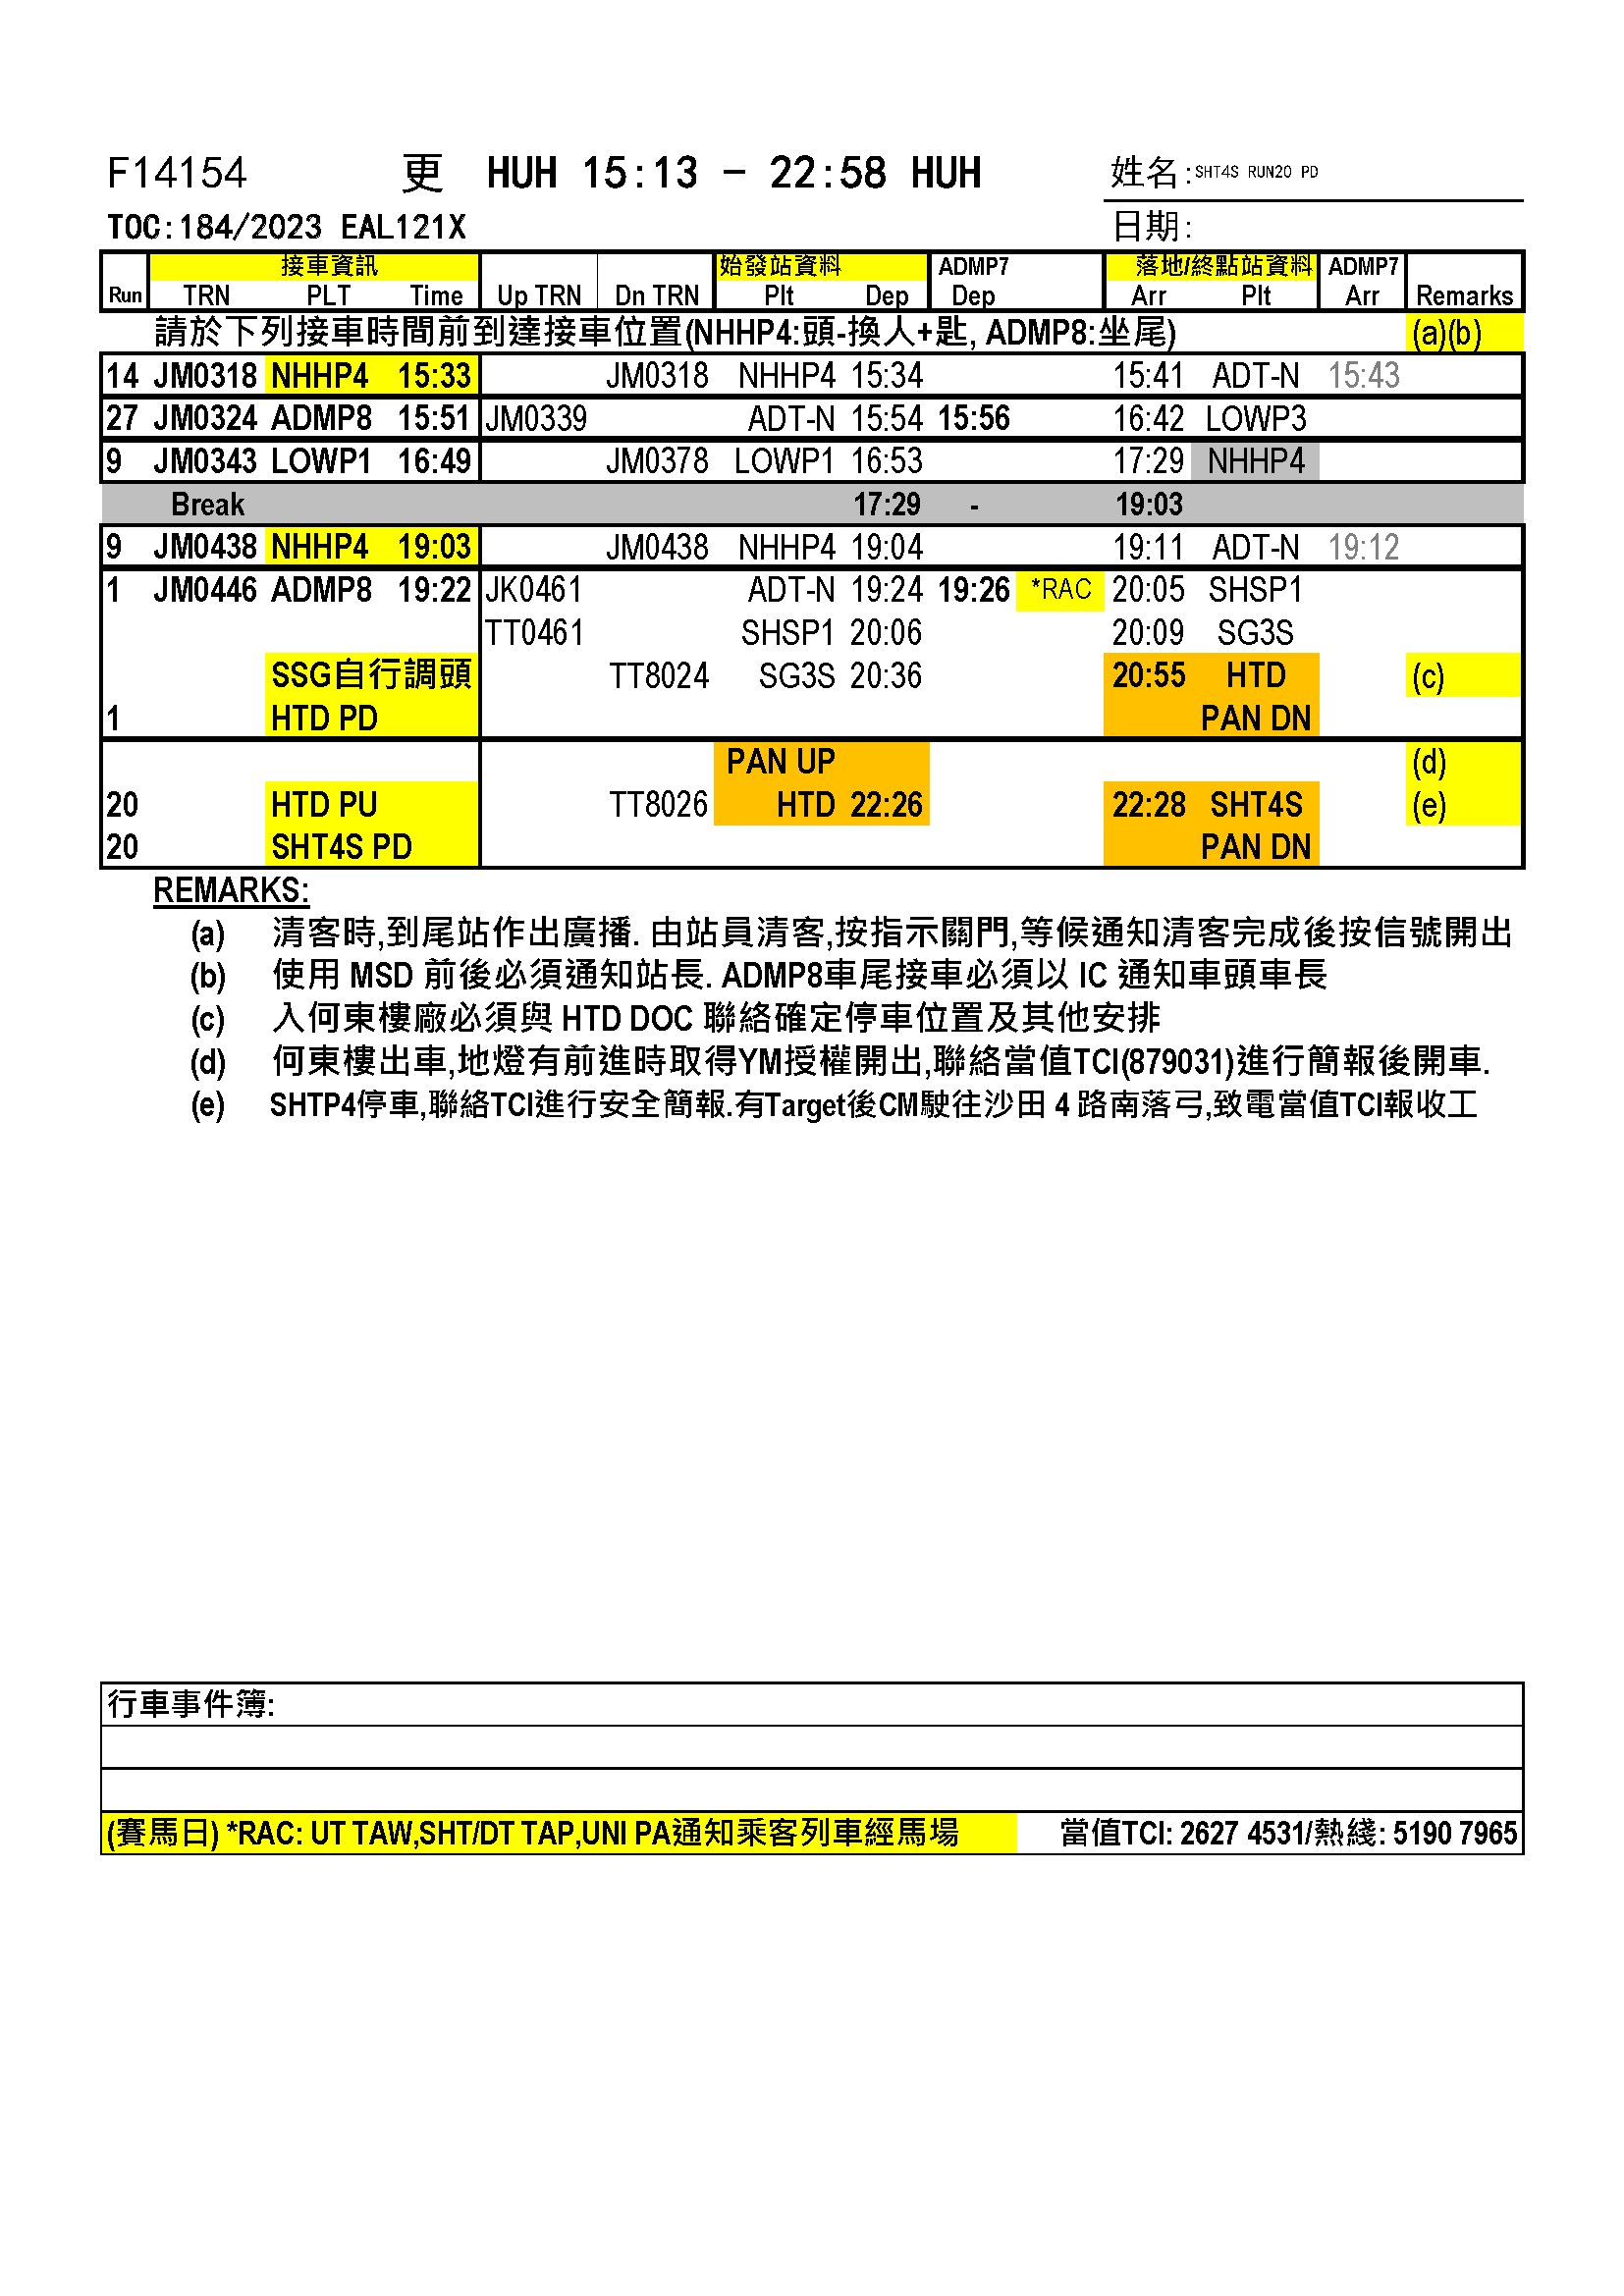 F14154 更 HUH 15:13 - 22:58 HUH 姓名:SHT4S RUN20 PD
TOC:184/2023 EAL121X 日期:
接車資訊 始發站資料 ADMP7 落地/終點站資料 ADMP7
Run TRN PLT Time Up TRN Dn TRN Plt Dep Dep Arr Plt Arr Remarks
請於下列接車時間前到達接車位置(NHHP4:頭-換人+匙, ADMP8:坐尾) (a)(b)
14 JM0318 NHHP4 15:33 JM0318 NHHP4 15:34 15:41 ADT-N 15:43
27 JM0324 ADMP8 15:51 JM0339 ADT-N 15:54 15:56 16:42 LOWP3
9 JM0343 LOWP1 16:49 JM0378 LOWP1 16:53 17:29 NHHP4
Break 17:29 - 19:03
9 JM0438 NHHP4 19:03 JM0438 NHHP4 19:04 19:11 ADT-N 19:12
1 JM0446 ADMP8 19:22 JK0461 ADT-N 19:24 19:26 *RAC 20:05 SHSP1
TT0461 SHSP1 20:06 20:09 SG3S
SSG自行調頭 TT8024 SG3S 20:36 20:55 HTD (c)
1 HTD PD PAN DN
PAN UP (d)
20 HTD PU TT8026 HTD 22:26 22:28 SHT4S (e)
20 SHT4S PD PAN DN
REMARKS:
(a) 清客時,到尾站作出廣播. 由站員清客,按指示關門,等候通知清客完成後按信號開出
(b) 使用 MSD 前後必須通知站長. ADMP8車尾接車必須以 IC 通知車頭車長
(c) 入何東樓廠必須與 HTD DOC 聯絡確定停車位置及其他安排
(d) 何東樓出車,地燈有前進時取得YM授權開出,聯絡當值TCI(879031)進行簡報後開車.
(e) SHTP4停車,聯絡TCI進行安全簡報.有Target後CM駛往沙田 4 路南落弓,致電當值TCI報收工
行車事件簿:
(賽馬日) *RAC: UT TAW,SHT/DT TAP,UNI PA通知乘客列車經馬場 當值TCI: 2627 4531/熱綫: 5190 7965